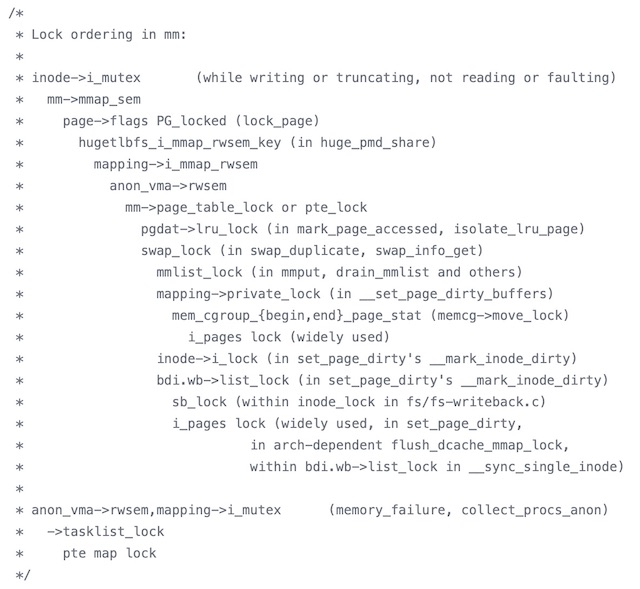 /*
 * Lock ordering in mm:
 *
 * inode->i_mutex       (while writing or truncating, not reading or faulting)
 *   mm->mmap_sem
 *     page->flags PG_locked (lock_page)
 *       hugetlbfs_i_mmap_rwsem_key (in huge_pmd_share)
 *         mapping->i_mmap_rwsem
 *           anon_vma->rwsem
 *             mm->page_table_lock or pte_lock
 *               pgdat->lru_lock (in mark_page_accessed, isolate_lru_page)
 *               swap_lock (in swap_duplicate, swap_info_get)
 *                 mmlist_lock (in mmput, drain_mmlist and others)
 *                 mapping->private_lock (in __set_page_dirty_buffers)
 *                   mem_cgroup_{begin,end}_page_stat (memcg->move_lock)
 *                     i_pages lock (widely used)
 *                 inode->i_lock (in set_page_dirty's __mark_inode_dirty)
 *                 bdi.wb->list_lock (in set_page_dirty's __mark_inode_dirty)
 *                   sb_lock (within inode_lock in fs/fs-writeback.c)
 *                   i_pages lock (widely used, in set_page_dirty,
 *                             in arch-dependent flush_dcache_mmap_lock,
 *                             within bdi.wb->list_lock in __sync_single_inode)
 *
 * anon_vma->rwsem,mapping->i_mutex      (memory_failure, collect_procs_anon)
 *   ->tasklist_lock
 *     pte map lock
 */